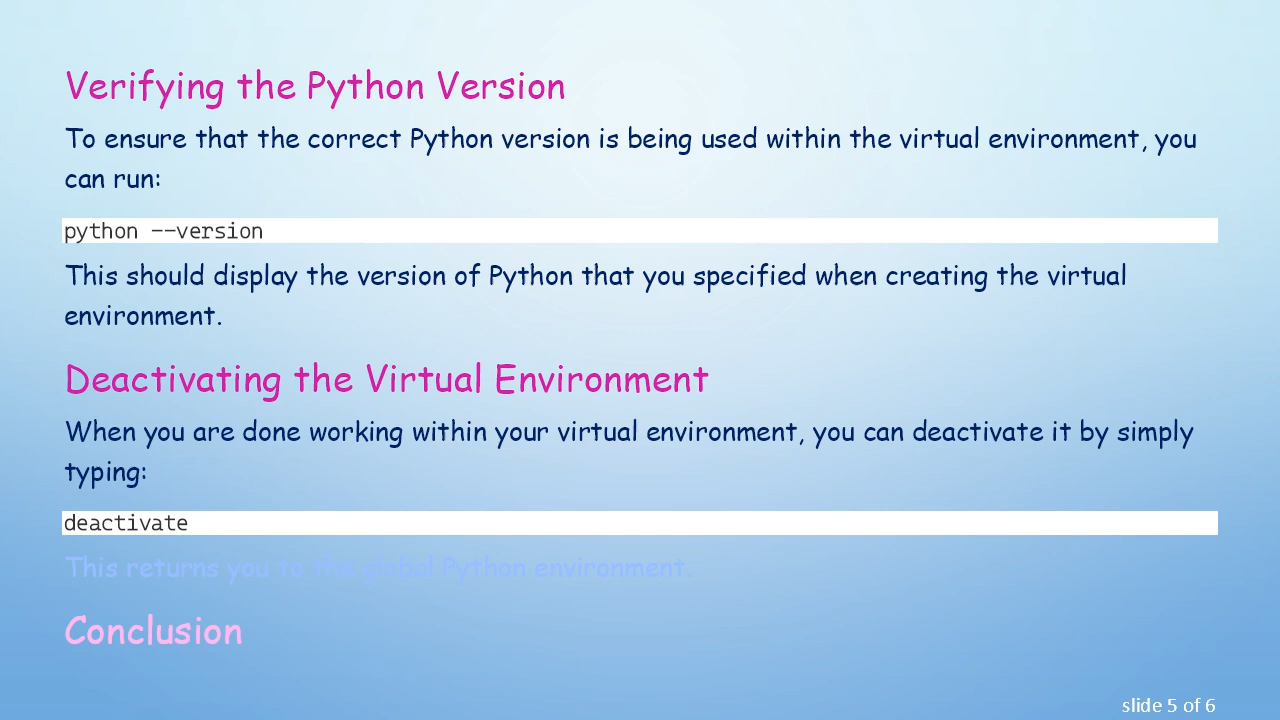 Verifying the Python Version
To ensure that the correct Python version is being used within the virtual environment, you
can run:
python --version
This should display the version of Python that you specified when creating the virtual
environment.
Deactivating the Virtual Environment
When you are done working within your virtual environment, you can deactivate it by simply
typing:
deactivate
This returns you to the global Python environment.
Conclusion
slide 5 of 6